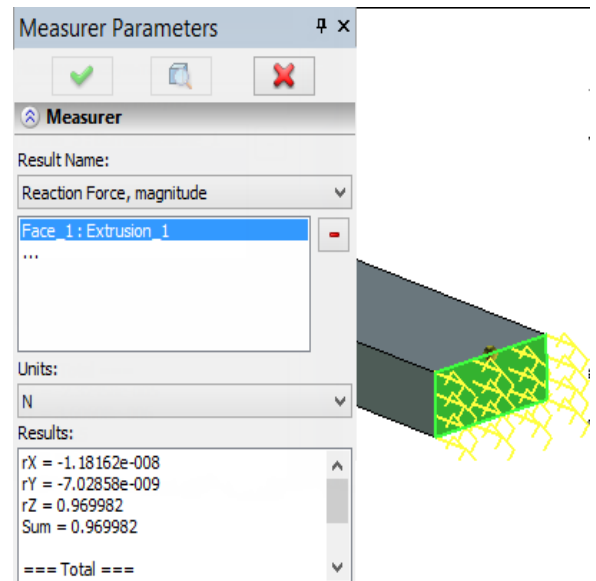 Measurer Parameters
Measurer
Result Name:
Reaction Force, magnitude
Face_1 : Extrusion_1
...
Units:
N
Results:
rX = -1.18162e-008
rY = -7.02858e-009
rZ = 0.969982
Sum = 0.969982
=== Total ===